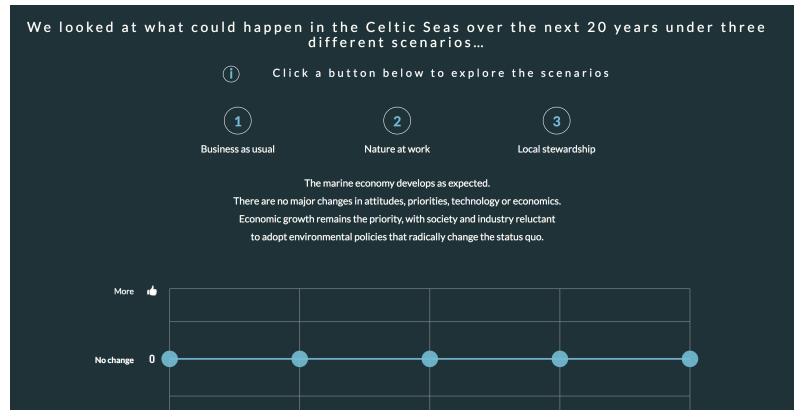 We looked at what could happen in the Celtic Seas over the next 20 years under three
different scenarios...
i Click a button below to explore the scenarios
1 2 3
Business as usual Nature at work Local stewardship
The marine economy develops as expected.
There are no major changes in attitudes, priorities, technology or economics.
Economic growth remains the priority, with society and industry reluctant
to adopt environmental policies that radically change the status quo.
More
No change 0